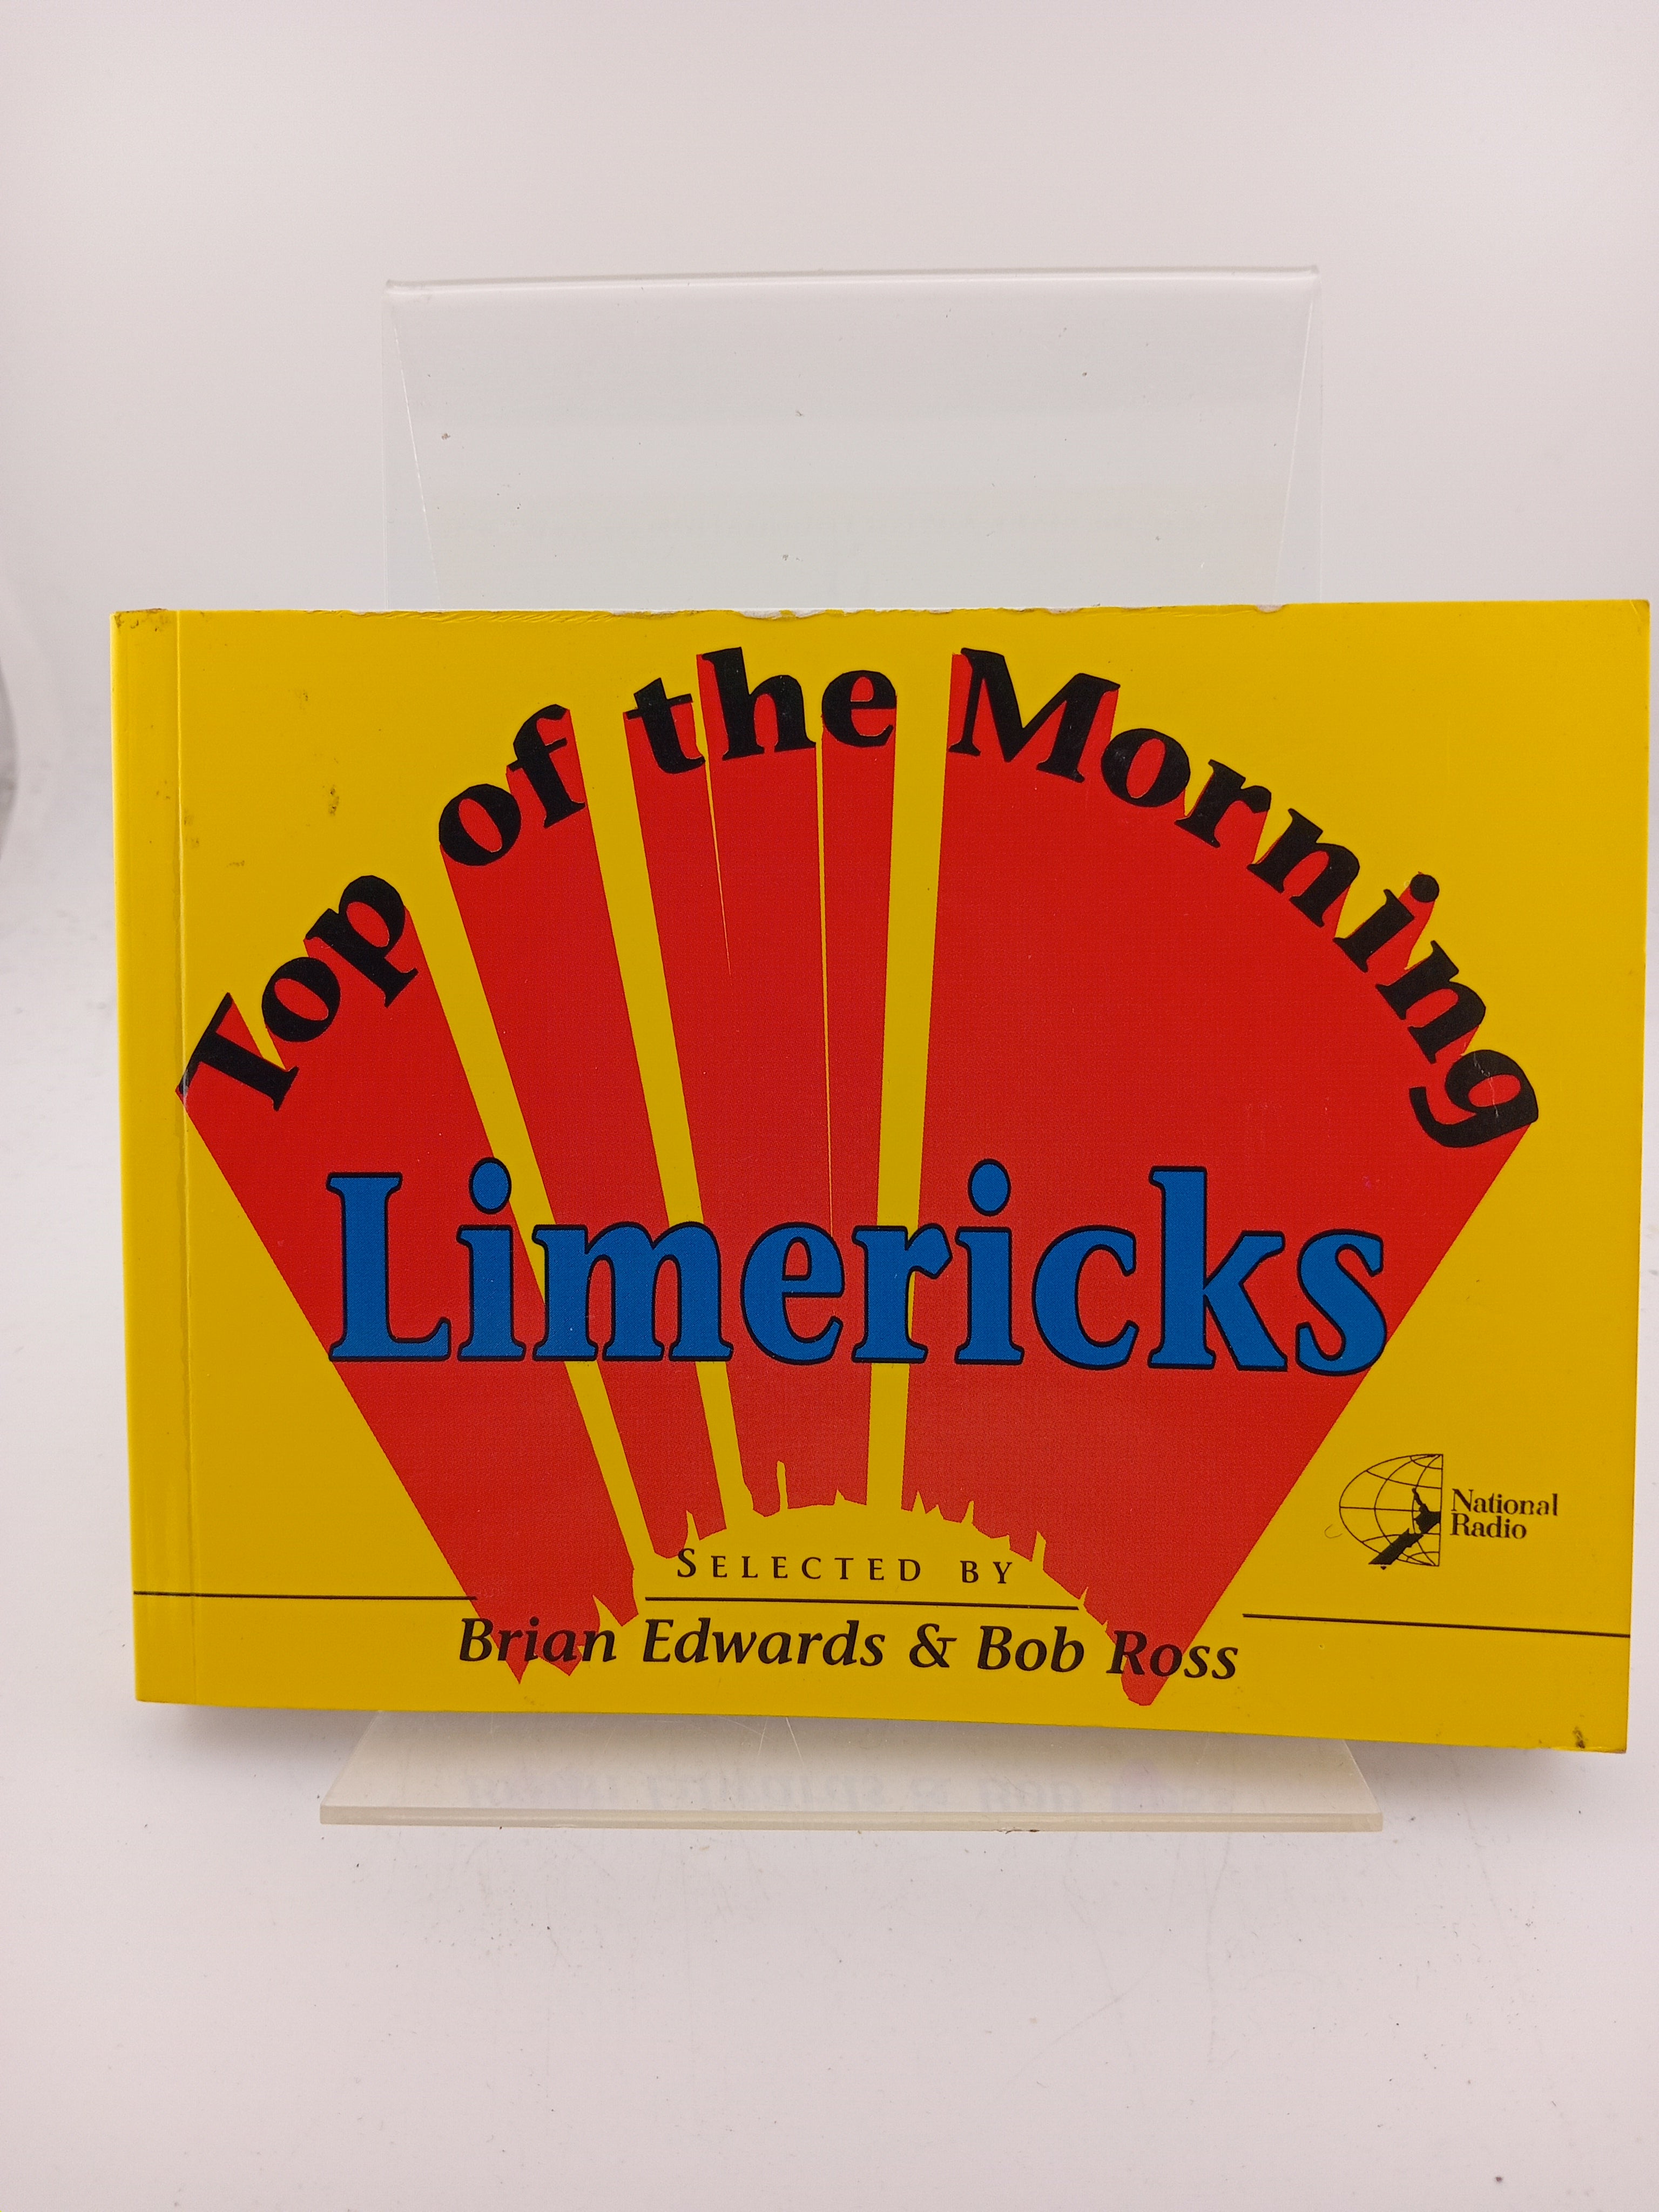 Top of the Morning
Limericks
National
Radio
SELECTED BY
Brian Edwards & Bob Ross